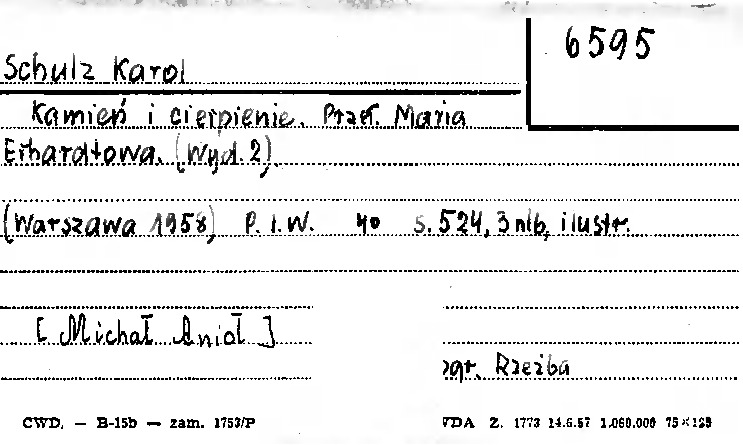 6595
Schulz Karol
Kamień i cierpienie. Przeł. Maria
Erhardtowa. (Wyd. 2)
(Warszawa 1958) P.I.W. 4o s. 524, 3 nlb, ilustr.
[Michał Anioł]
ogr. Rzeźba
CWD. — B-15b — zam. 1753/P
WDA Z. 1773 14.6.57 1.060.000 75×125